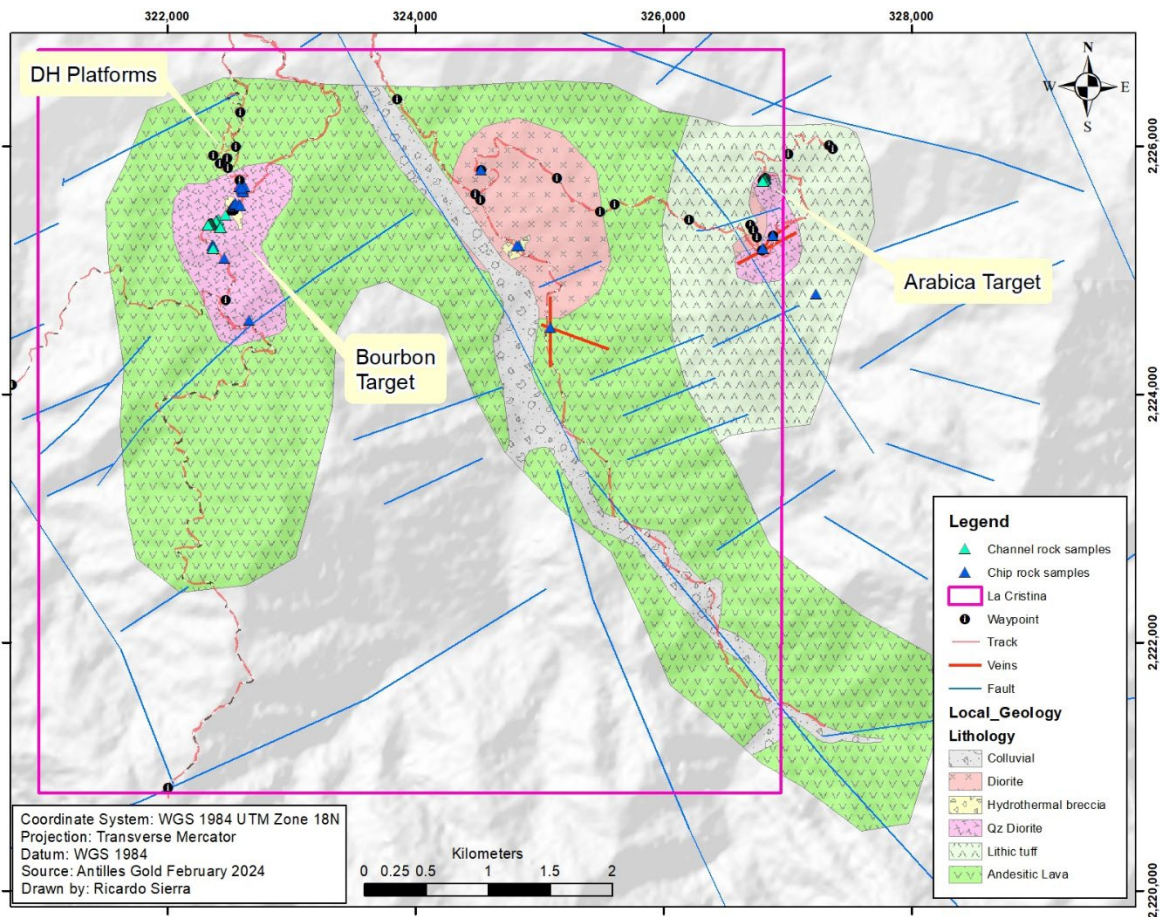 322,000
324,000
326,000
328,000
DH Platforms
N
W
E
S
2,226,000
Arabica Target
Bourbon
Target
2,224,000
Legend
Channel rock samples
Chip rock samples
La Cristina
Waypoint
Track
Veins
Fault
Local_Geology
Lithology
Colluvial
Diorite
Hydrothermal breccia
Qz Diorite
Lithic tuff
Andesitic Lava
2,222,000
2,220,000
Coordinate System: WGS 1984 UTM Zone 18N
Projection: Transverse Mercator
Datum: WGS 1984
Source: Antilles Gold February 2024
Drawn by: Ricardo Sierra
Kilometers
0 0.25 0.5 1 1.5 2